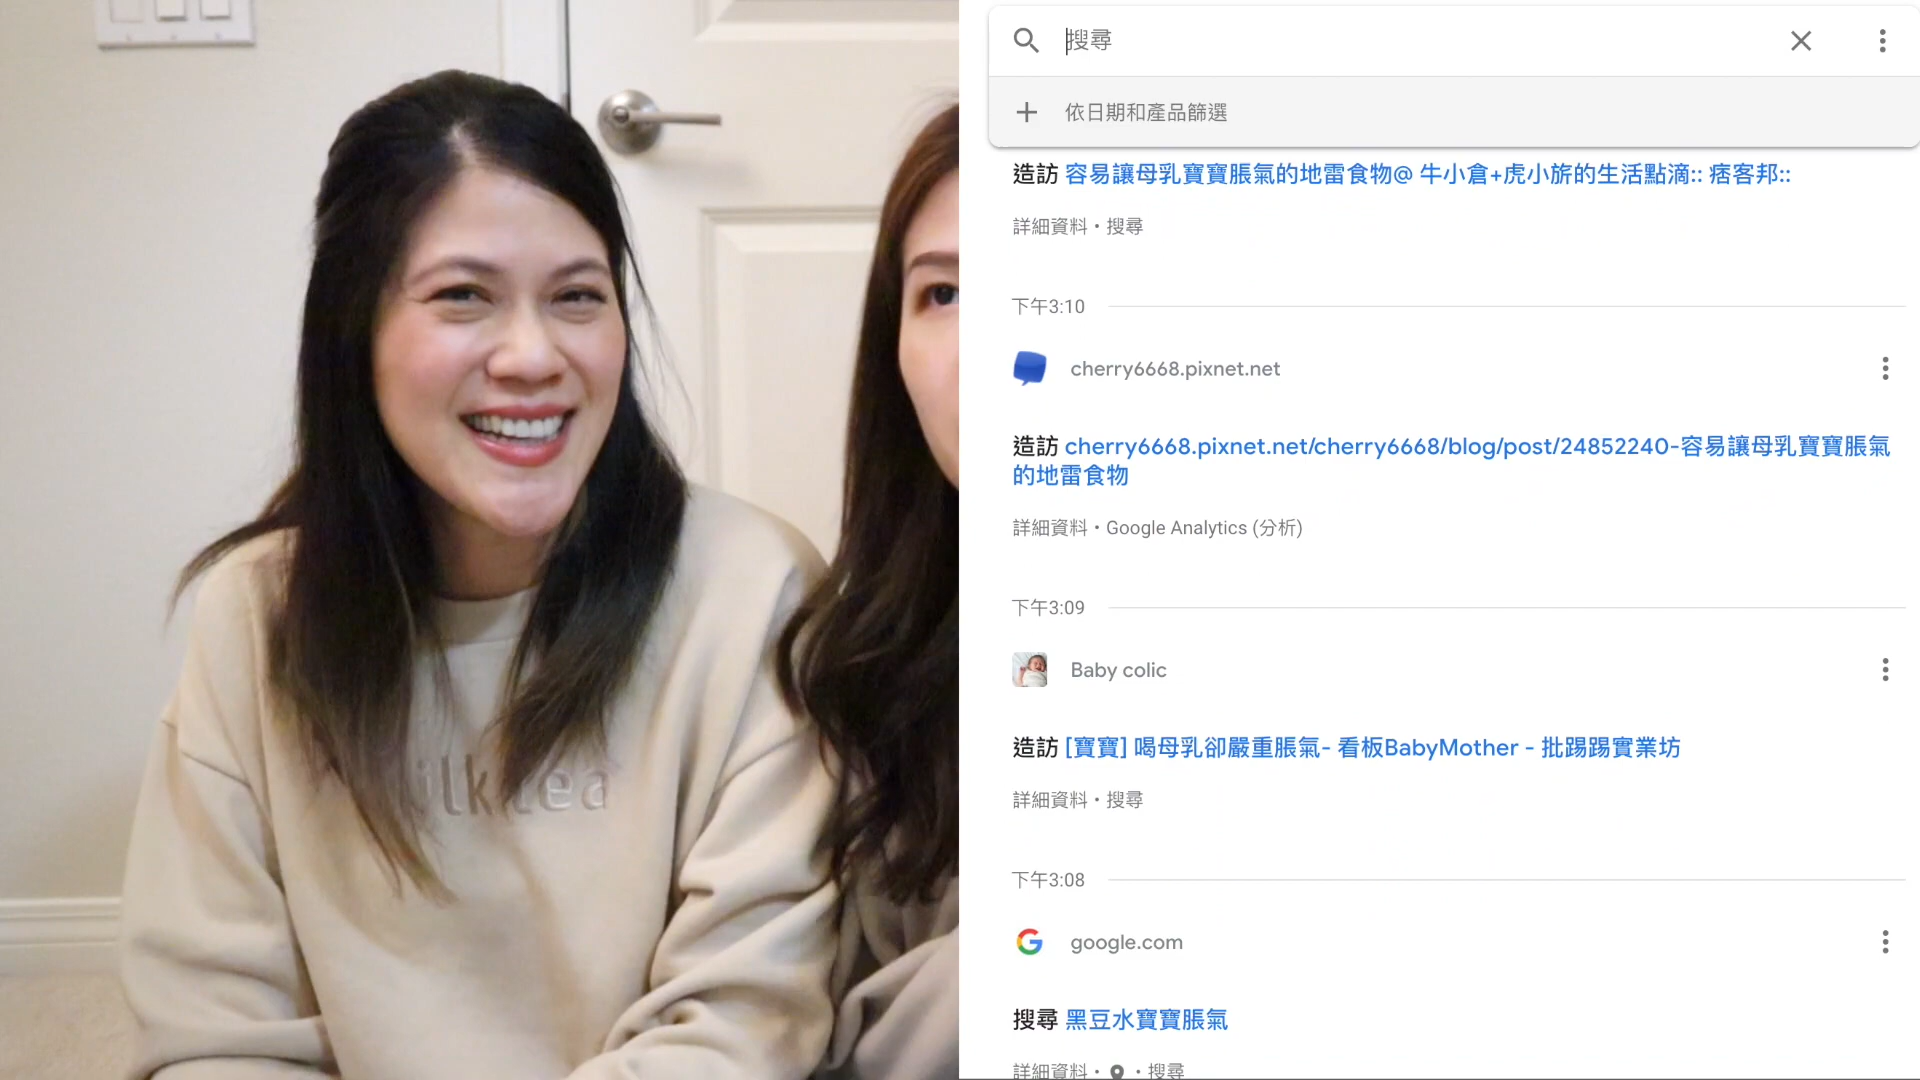 搜尋
依日期和產品篩選
造訪 容易讓母乳寶寶脹氣的地雷食物@ 牛小倉+虎小旂的生活點滴:: 痞客邦::
詳細資料・搜尋
下午3:10
cherry6668.pixnet.net
造訪 cherry6668.pixnet.net/cherry6668/blog/post/24852240-容易讓母乳寶寶脹氣
的地雷食物
詳細資料・Google Analytics (分析)
下午3:09
Baby colic
造訪 [寶寶] 喝母乳卻嚴重脹氣- 看板BabyMother - 批踢踢實業坊
詳細資料・搜尋
下午3:08
google.com
搜尋 黑豆水寶寶脹氣
詳細資料・ ・搜尋